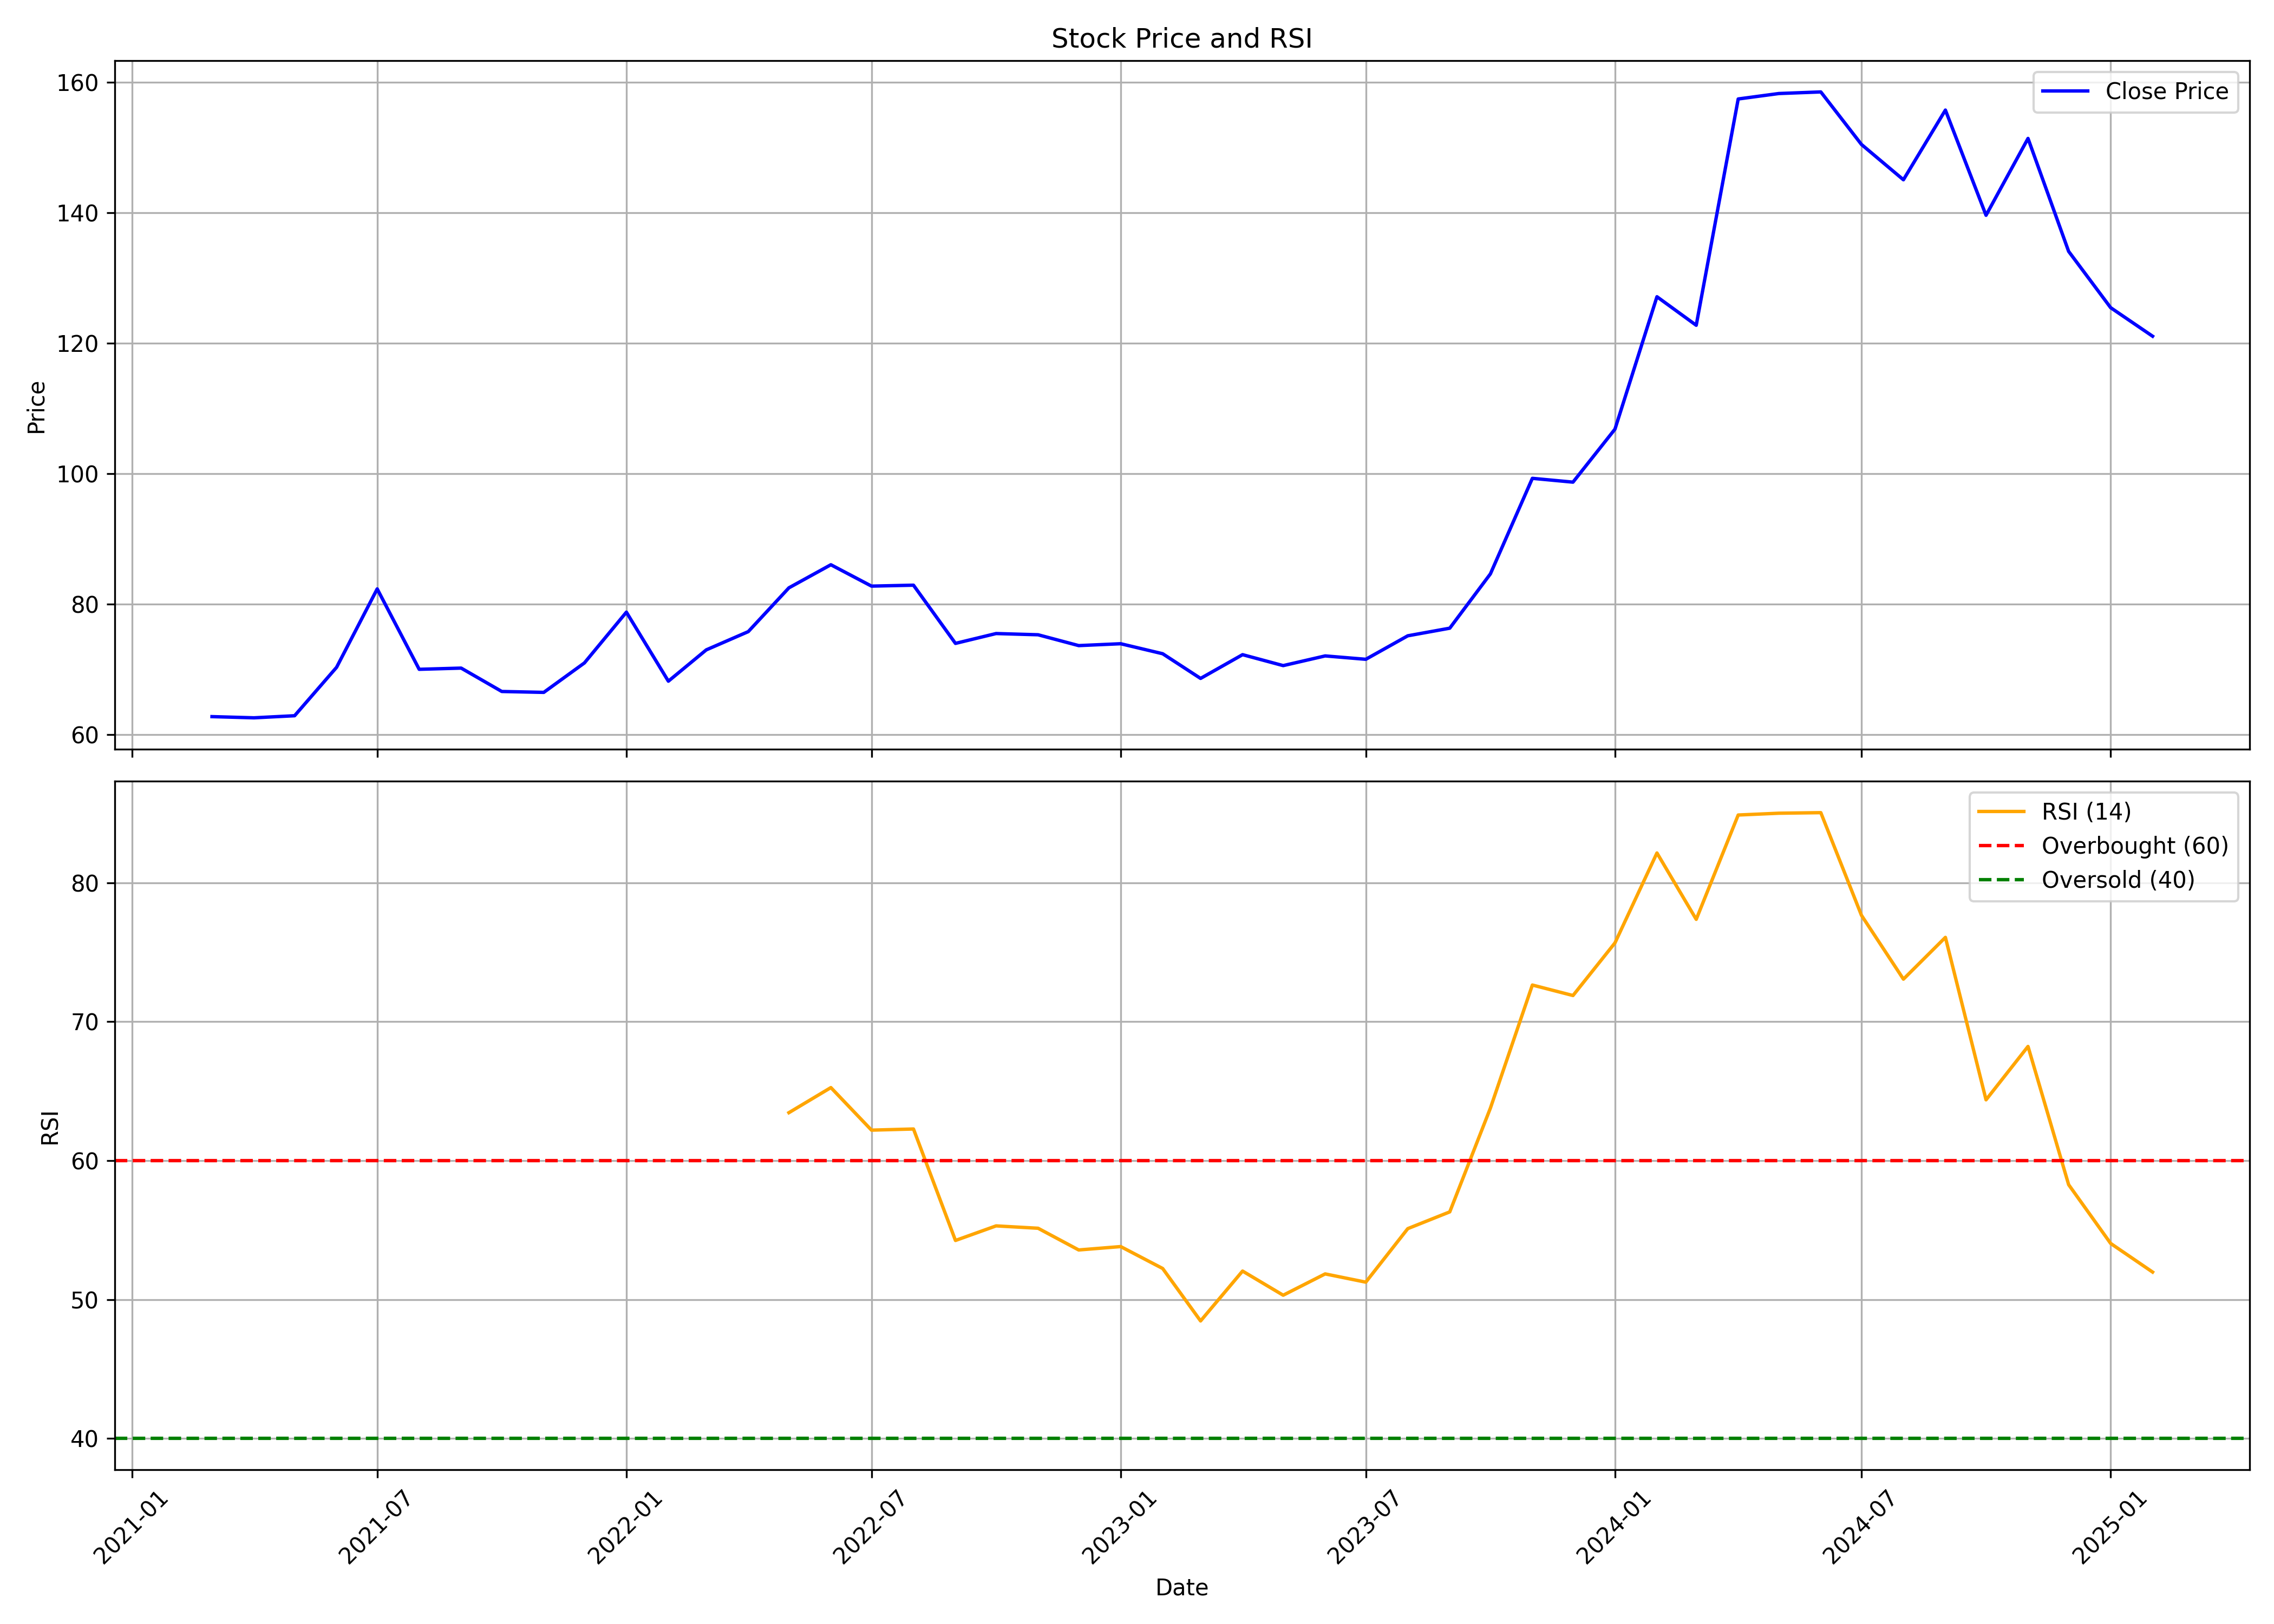 Stock Price and RSI
160
140
120
100
80
60
Price
Close Price
80
70
60
50
40
RSI
RSI (14)
Overbought (60)
Oversold (40)
2021-01
2021-07
2022-01
2022-07
2023-01
2023-07
2024-01
2024-07
2025-01
Date